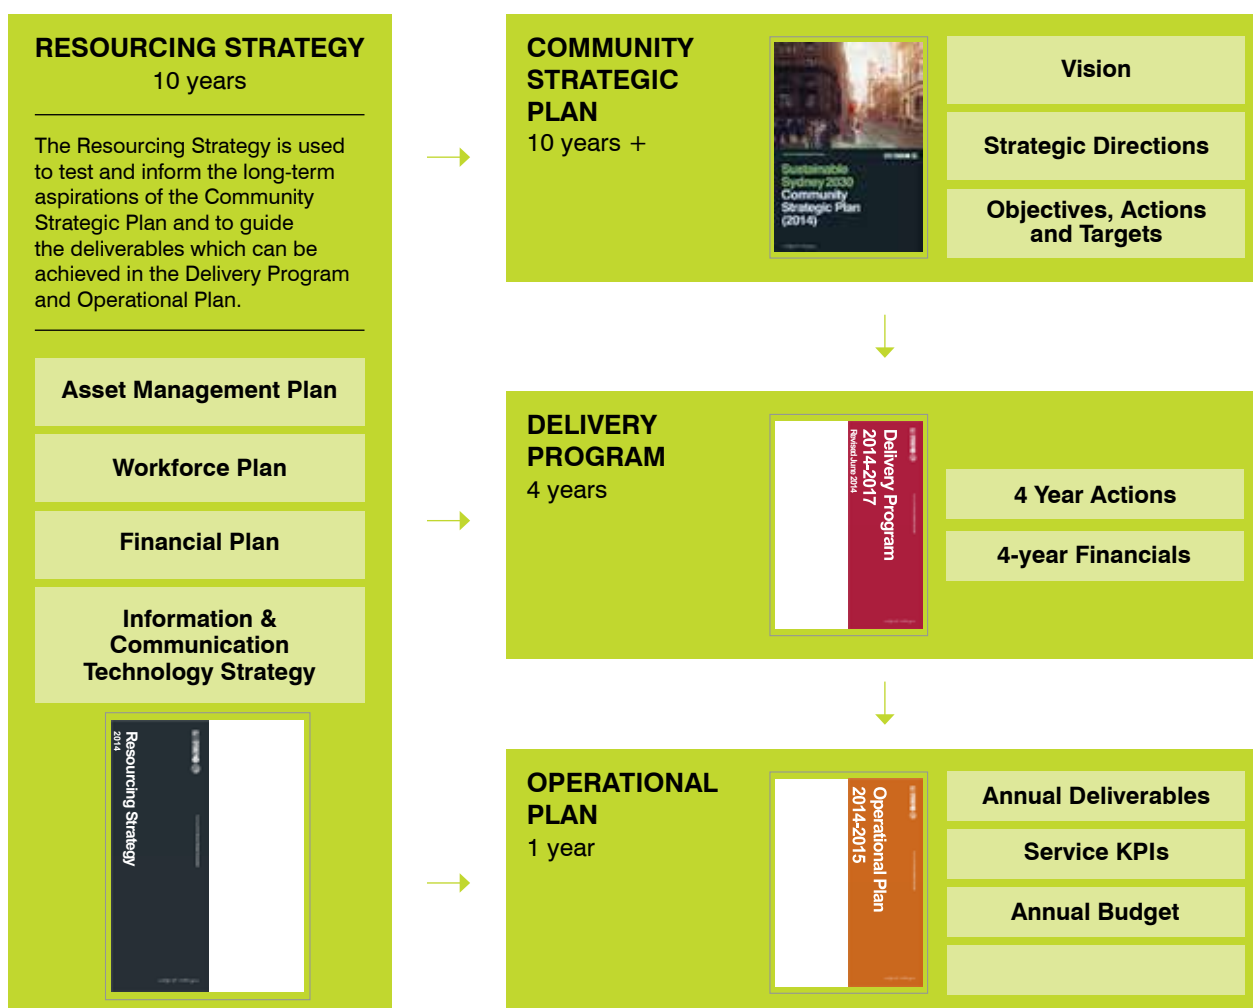 RESOURCING STRATEGY
10 years
The Resourcing Strategy is used
to test and inform the long-term
aspirations of the Community
Strategic Plan and to guide
the deliverables which can be
achieved in the Delivery Program
and Operational Plan.
Asset Management Plan
Workforce Plan
Financial Plan
Information &
Communication
Technology Strategy
Resourcing Strategy
2014
COMMUNITY
STRATEGIC
PLAN
10 years +
Sustainable
Sydney 2030
Community
Strategic Plan
(2014)
Vision
Strategic Directions
Objectives, Actions
and Targets
DELIVERY
PROGRAM
4 years
Delivery Program
2014-2017
Revised June 2014
4 Year Actions
4-year Financials
OPERATIONAL
PLAN
1 year
Operational Plan
2014-2015
Annual Deliverables
Service KPIs
Annual Budget